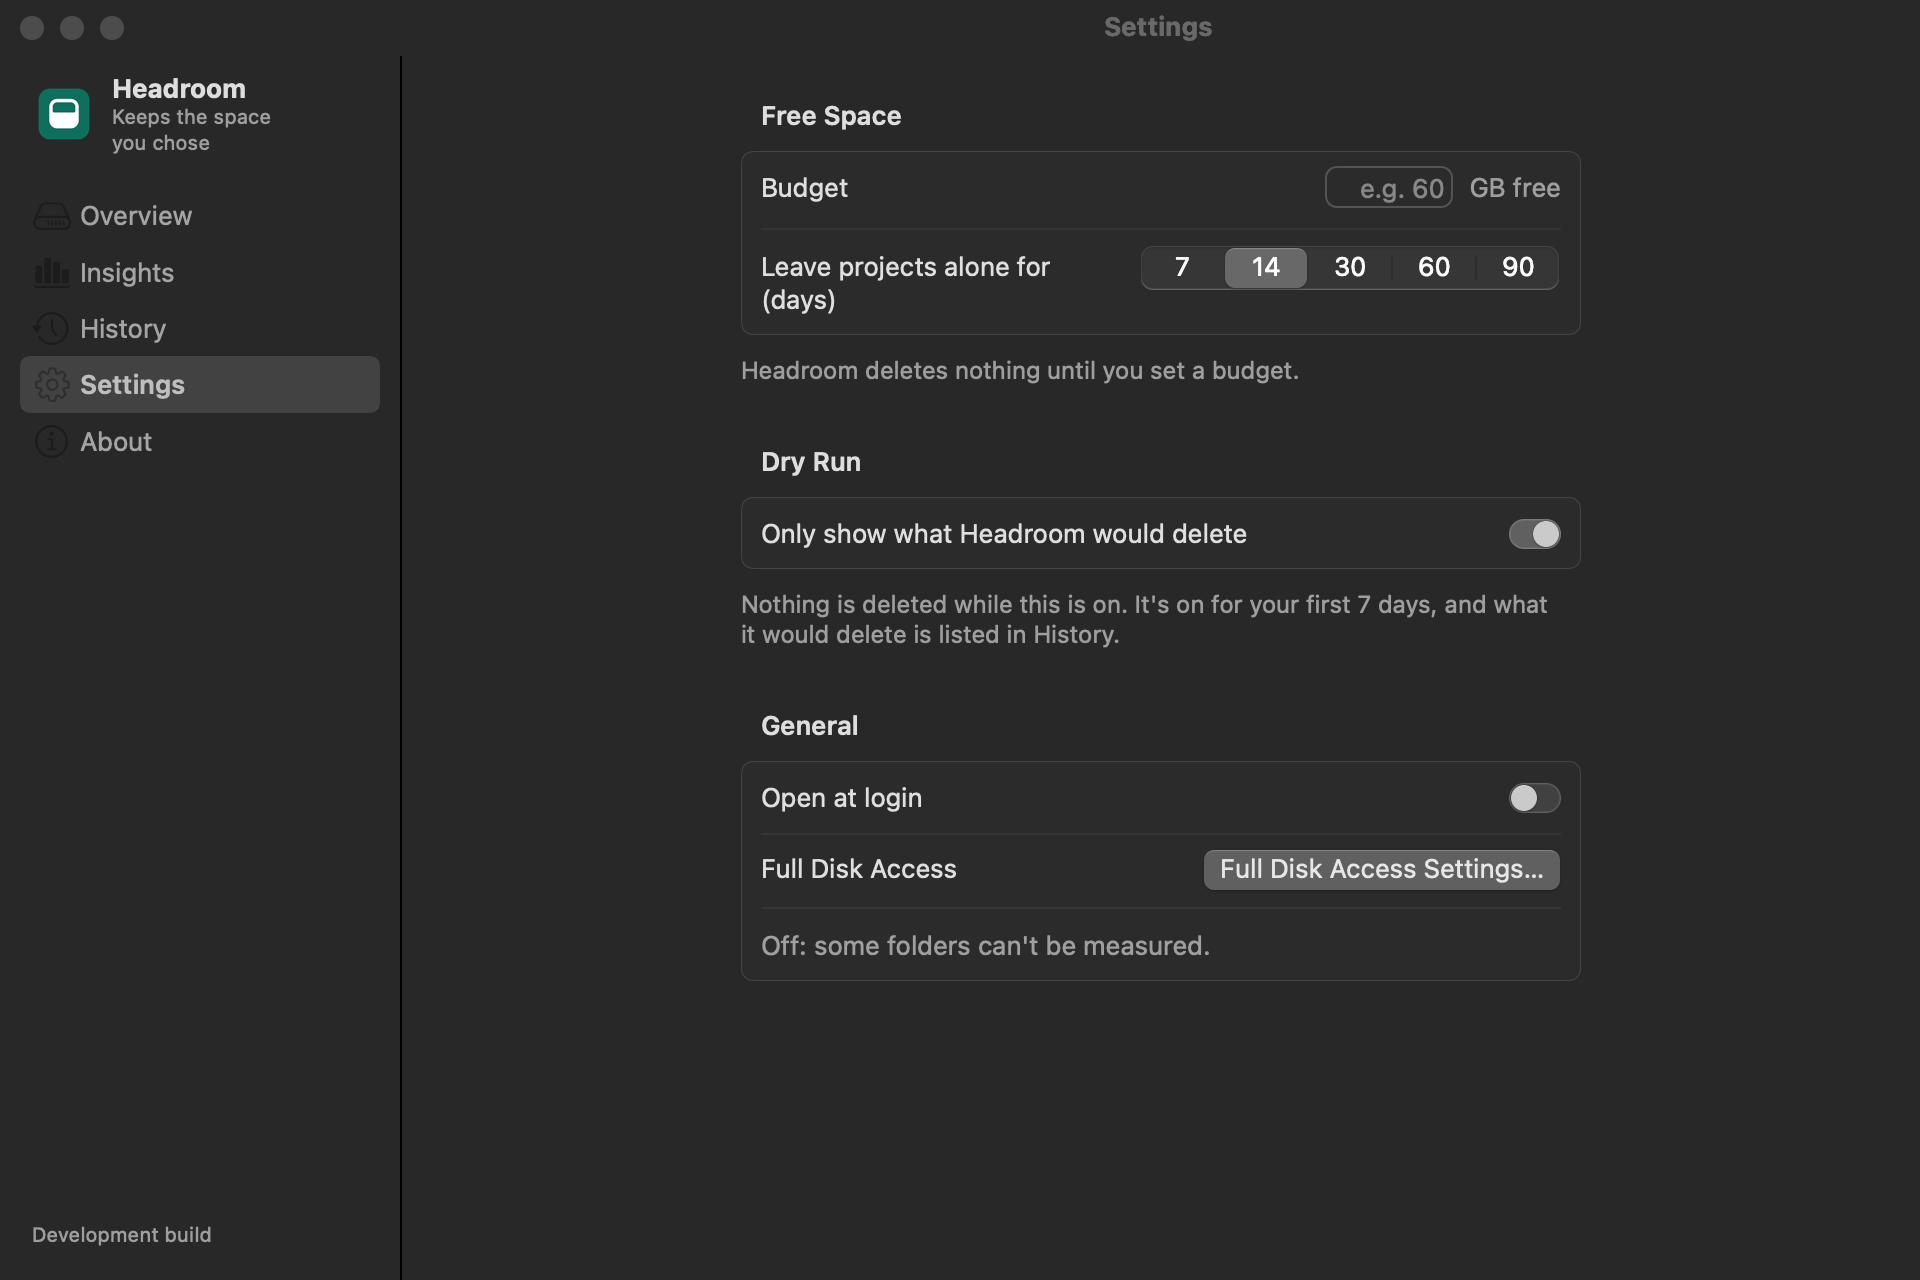 Settings
Headroom
Keeps the space
you chose
Overview
Insights
History
Settings
About
Development build
Free Space
Budget e.g. 60 GB free
Leave projects alone for
(days)
7 14 30 60 90
Headroom deletes nothing until you set a budget.
Dry Run
Only show what Headroom would delete
Nothing is deleted while this is on. It's on for your first 7 days, and what
it would delete is listed in History.
General
Open at login
Full Disk Access Full Disk Access Settings...
Off: some folders can't be measured.